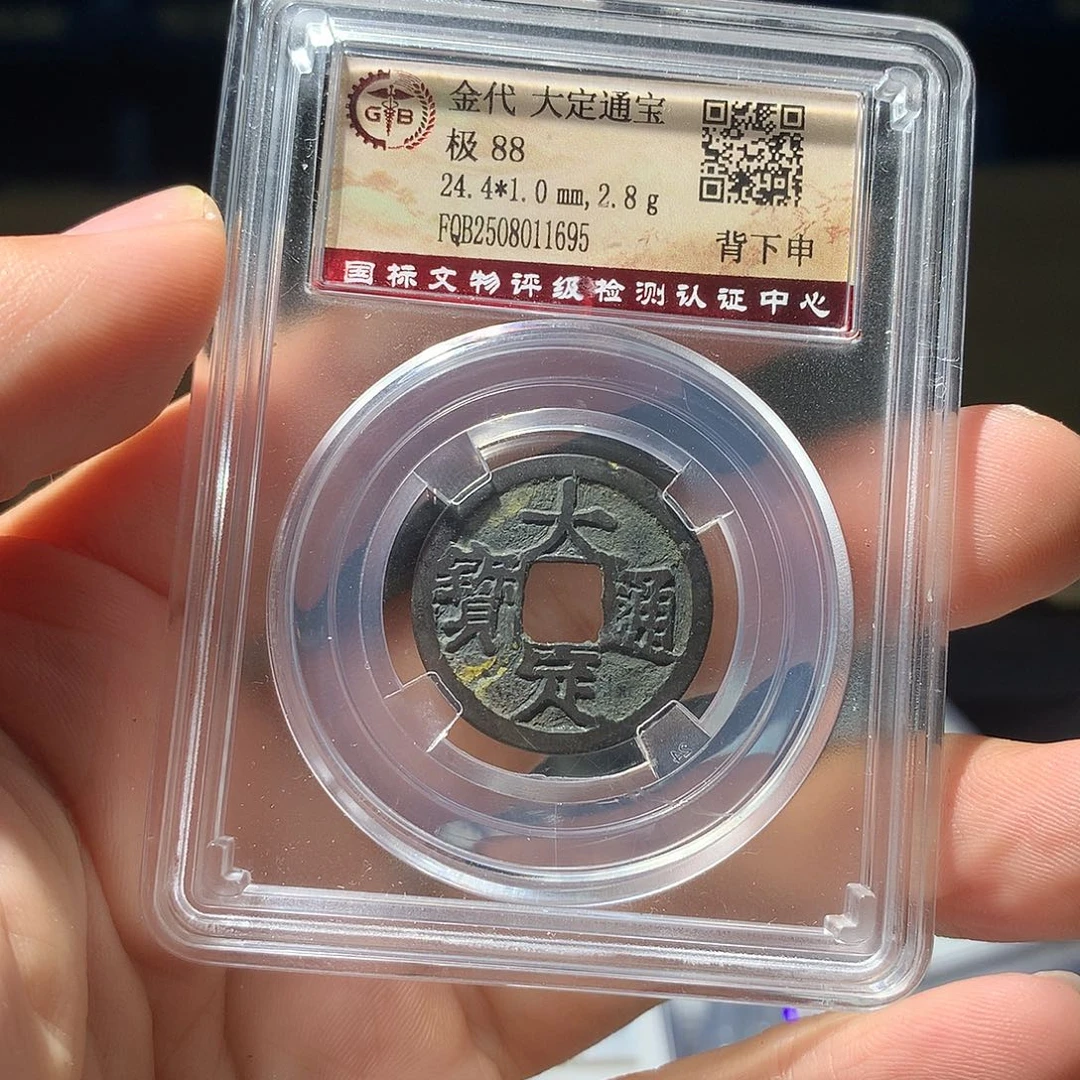 GB
金代 大定通宝
极 88
24.4*1.0 mm, 2.8 g
FQB2508011695
背下申
国标文物评级检测认证中心
大定通寳